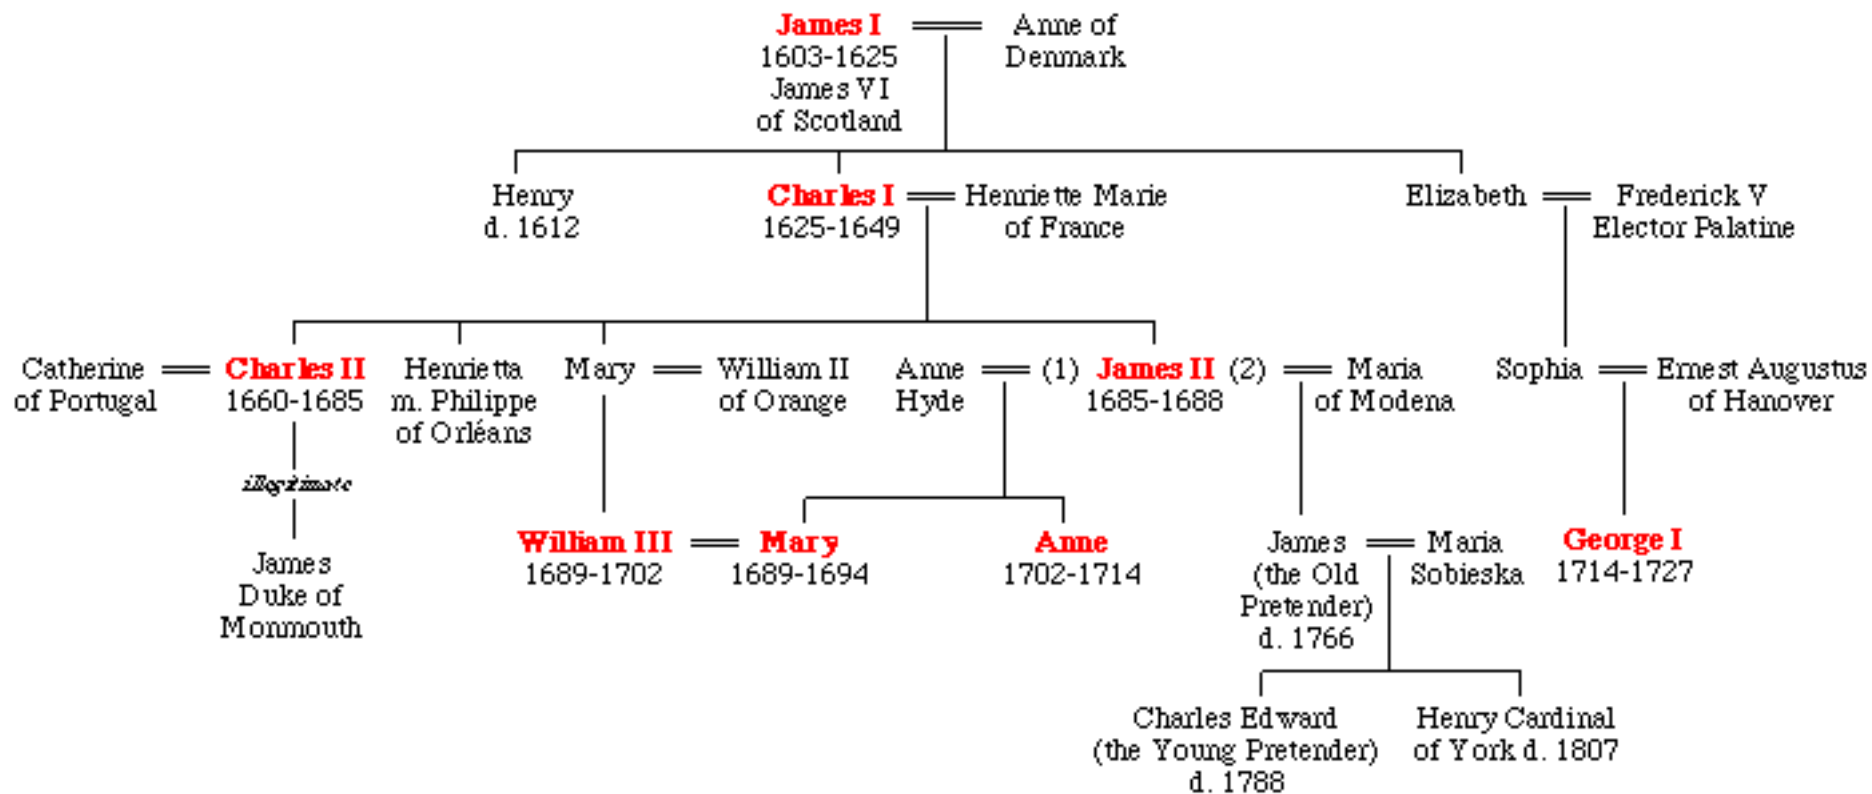 James I
1603-1625
James VI
of Scotland
Anne of
Denmark
Henry
d. 1612
Charles I
1625-1649
Henriette Marie
of France
Elizabeth
Frederick V
Elector Palatine
Catherine
of Portugal
Charles II
1660-1685
Henrietta
m. Philippe
of Orléans
Mary
William II
of Orange
Anne
Hyde
(1) James II (2)
1685-1688
Maria
of Modena
Sophia
Ernest Augustus
of Hanover
illegitimate
James
Duke of
Monmouth
William III
1689-1702
Mary
1689-1694
Anne
1702-1714
James
(the Old
Pretender)
d. 1766
Maria
Sobieska
George I
1714-1727
Charles Edward
(the Young Pretender)
d. 1788
Henry Cardinal
of York d. 1807